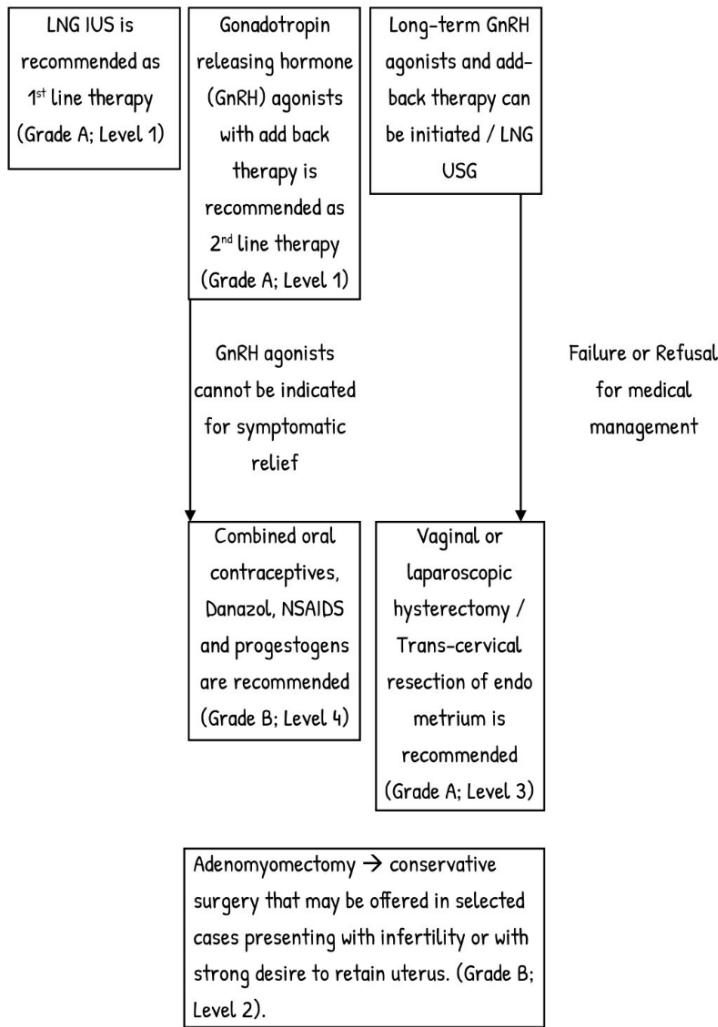 LNG IUS is
recommended as
1st line therapy
(Grade A; Level 1)
Gonadotropin
releasing hormone
(GnRH) agonists
with add back
therapy is
recommended as
2nd line therapy
(Grade A; Level 1)
Long-term GnRH
agonists and add-
back therapy can
be initiated / LNG
USG
GnRH agonists
cannot be indicated
for symptomatic
relief
Failure or Refusal
for medical
management
Combined oral
contraceptives,
Danazol, NSAIDS
and progestogens
are recommended
(Grade B; Level 4)
Vaginal or
laparoscopic
hysterectomy /
Trans-cervical
resection of endo
metrium is
recommended
(Grade A; Level 3)
Adenomyomectomy → conservative
surgery that may be offered in selected
cases presenting with infertility or with
strong desire to retain uterus. (Grade B;
Level 2).